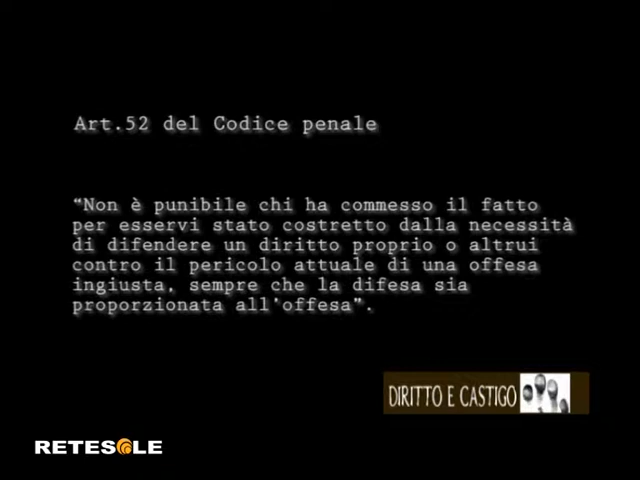 Art.52 del Codice penale
"Non è punibile chi ha commesso il fatto
per esservi stato costretto dalla necessità
di difendere un diritto proprio o altrui
contro il pericolo attuale di una offesa
ingiusta, sempre che la difesa sia
proporzionata all'offesa".
DIRITTO E CASTIGO
RETESOLE